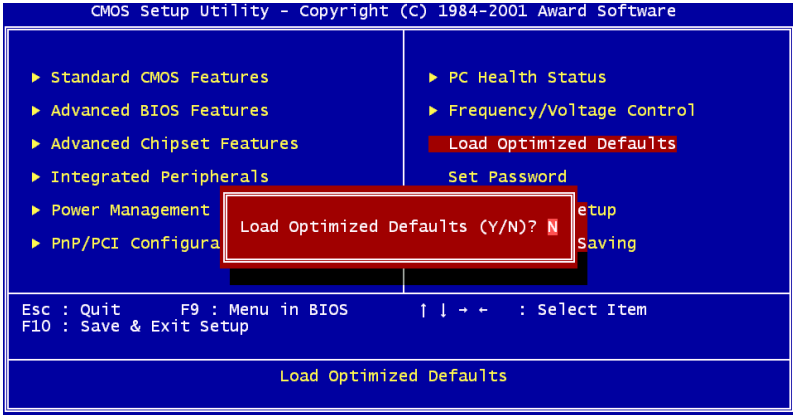 CMOS Setup Utility - Copyright (C) 1984-2001 Award Software
▶ Standard CMOS Features
▶ Advanced BIOS Features
▶ Advanced Chipset Features
▶ Integrated Peripherals
▶ Power Management
▶ PnP/PCI Configura
▶ PC Health Status
▶ Frequency/Voltage Control
Load Optimized Defaults
Set Password
etup
Saving
Load Optimized Defaults (Y/N)? N
Esc : Quit F9 : Menu in BIOS ↑ ↓ → ← : Select Item
F10 : Save & Exit Setup
Load Optimized Defaults